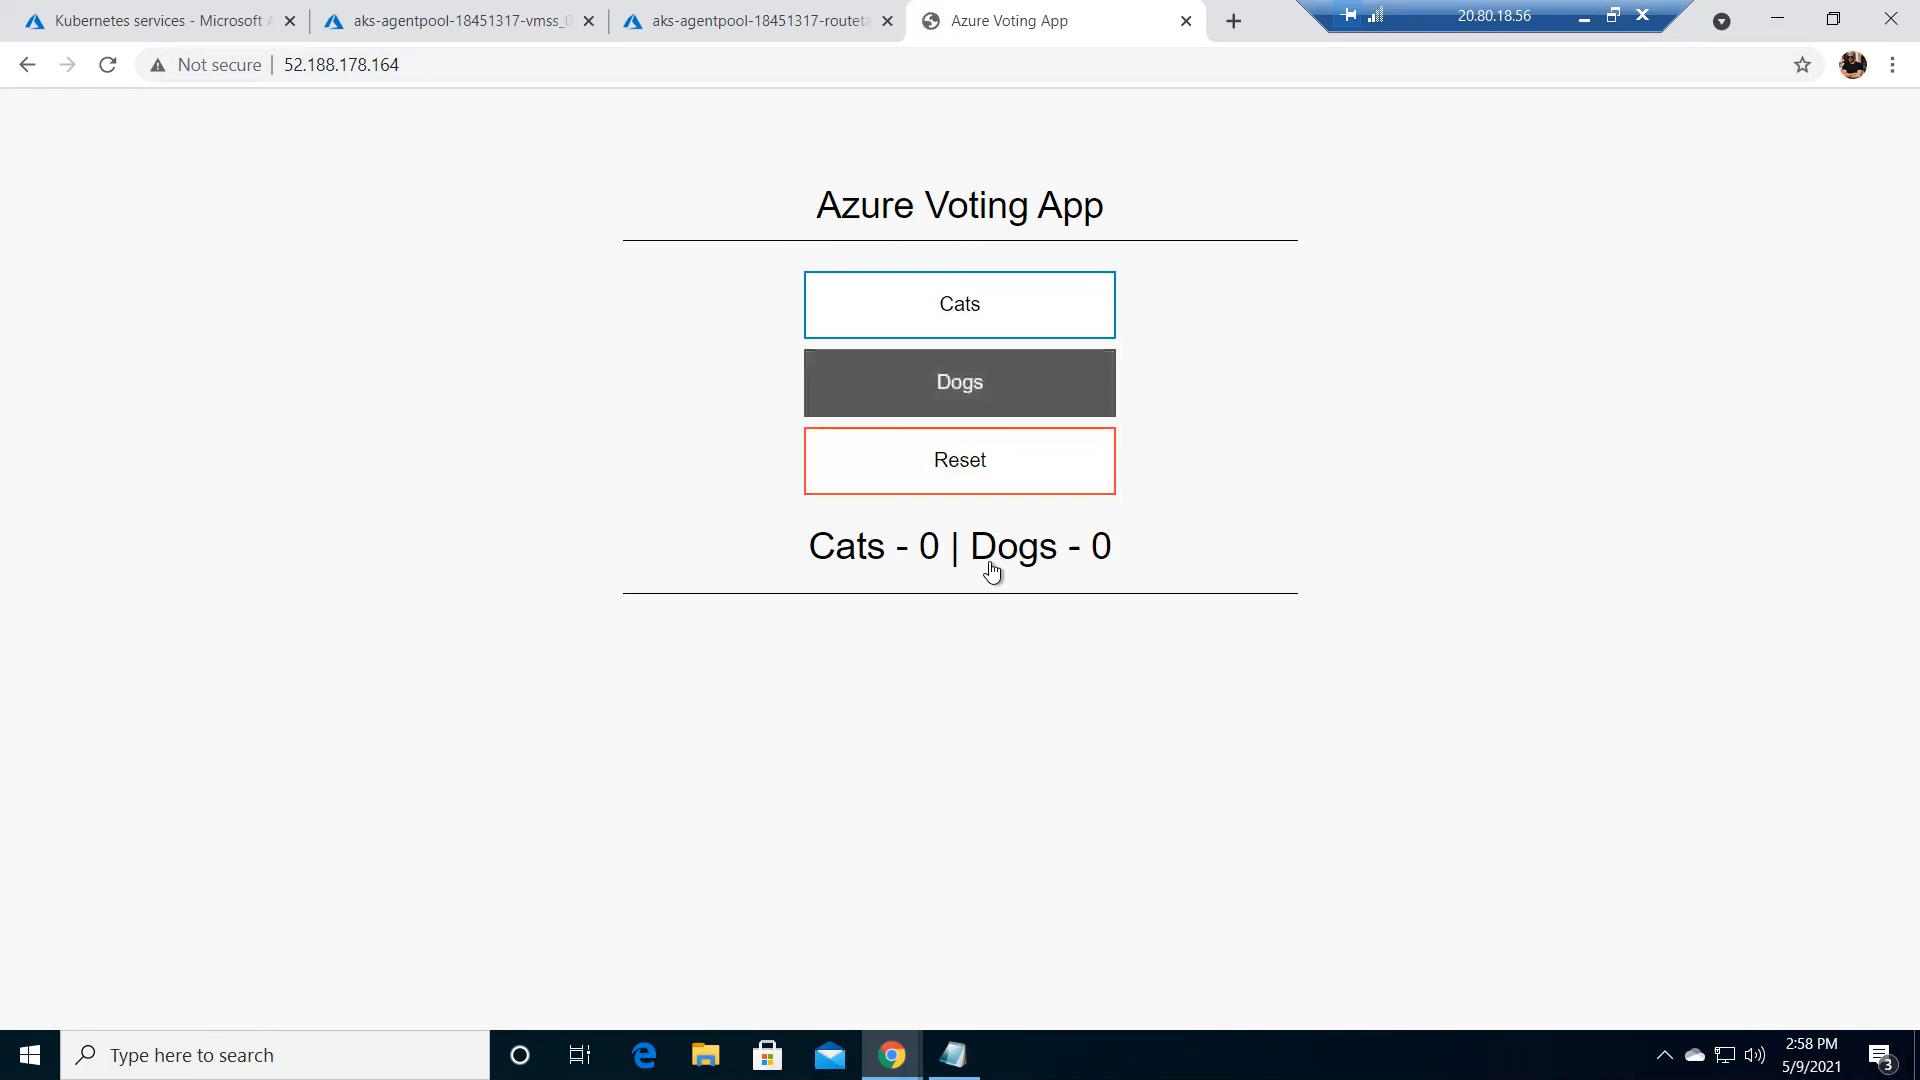 Kubernetes services - Microsoft A
aks-agentpool-18451317-vmss_0
aks-agentpool-18451317-routeta
Azure Voting App
20.80.18.56
Not secure
52.188.178.164
Azure Voting App
Cats
Dogs
Reset
Cats - 0 | Dogs - 0
Type here to search
2:58 PM
5/9/2021
3